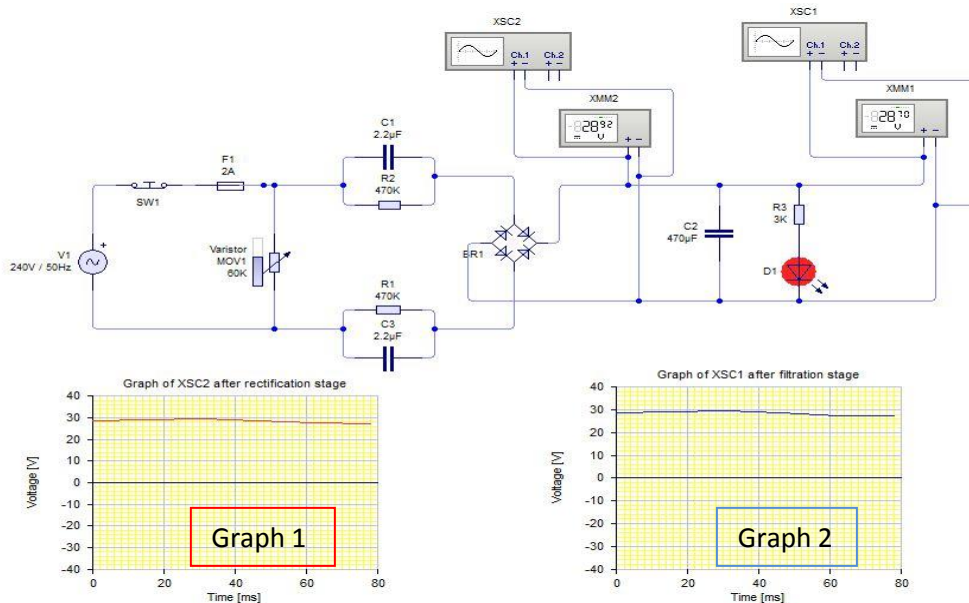 XSC2
Ch.1 Ch.2
+ − + −
XSC1
Ch.1 Ch.2
+ − + −
XMM2
2892
V
+ −
XMM1
2870
V
+ −
C1
2.2µF
R2
470K
F1
2A
SW1
V1
240V / 50Hz
+
Varistor
MOV1
60K
BR1
C2
470µF
R3
3K
D1
R1
470K
C3
2.2µF
Graph of XSC2 after rectification stage
Voltage [V]
40
30
20
10
0
-10
-20
-30
-40
0 20 40 60 80
Time [ms]
Graph 1
Graph of XSC1 after filtration stage
Voltage [V]
40
30
20
10
0
-10
-20
-30
-40
0 20 40 60 80
Time [ms]
Graph 2